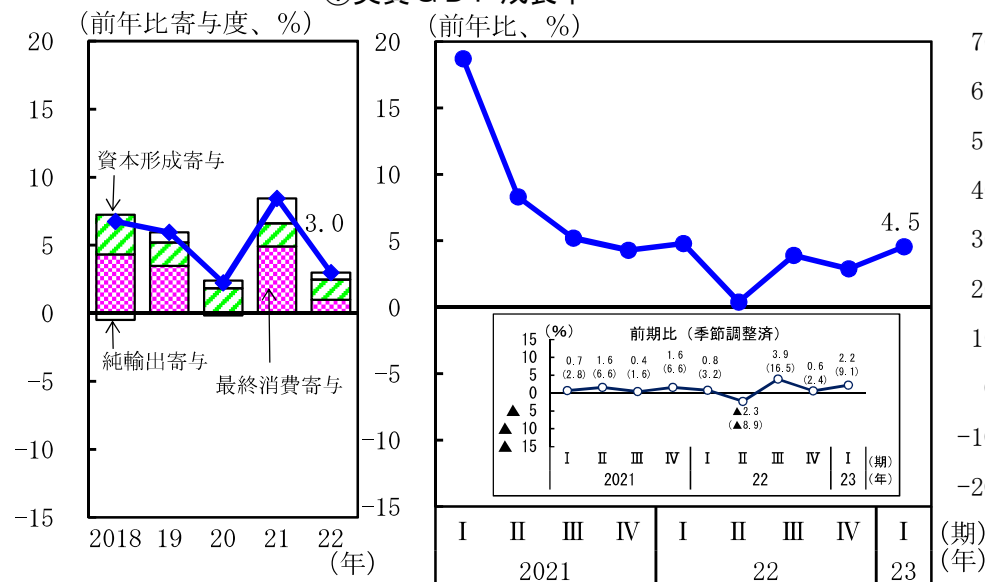 (前年比寄与度、%)
20
15
10
5
0
−5
−10
−15
資本形成寄与
3.0
純輸出寄与
最終消費寄与
2018 19 20 21 22
(年)
(前年比、%)
20
15
10
5
0
−5
−10
−15
4.5
(%)
前期比(季節調整済)
15
10
5
0
▲ 5
▲ 10
▲ 15
0.7 1.6 0.4 1.6 0.8 ▲2.3 3.9 0.6 2.2
(2.8) (6.6) (1.6) (6.6) (3.2) (▲8.9) (16.5) (2.4) (9.1)
Ⅰ Ⅱ Ⅲ Ⅳ Ⅰ Ⅱ Ⅲ Ⅳ Ⅰ (期)
2021 22 23 (年)
Ⅰ Ⅱ Ⅲ Ⅳ Ⅰ Ⅱ Ⅲ Ⅳ Ⅰ (期)
2021 22 23 (年)
7
6
5
4
3
2
1
−10